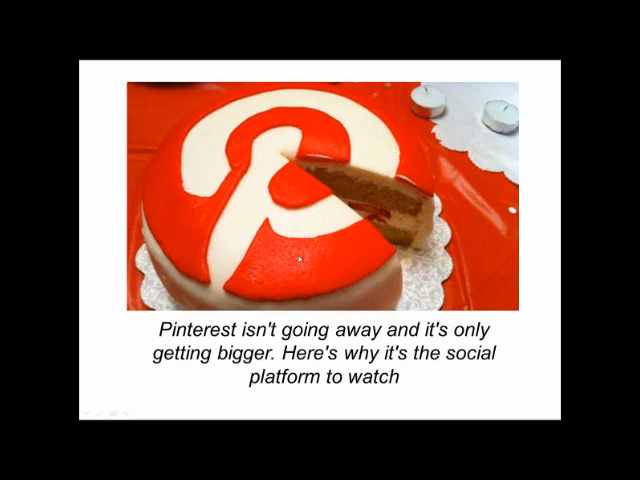 Pinterest isn't going away and it's only
getting bigger. Here's why it's the social
platform to watch